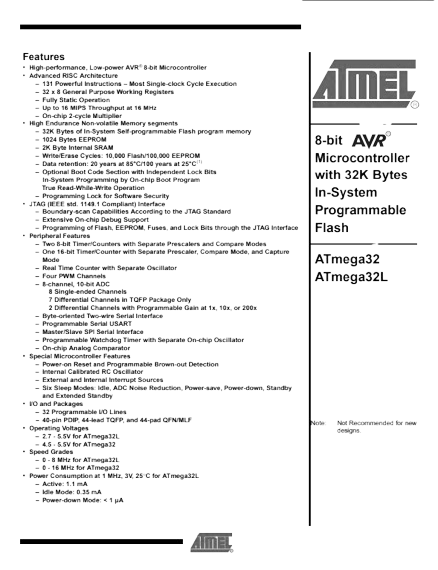 Features
• High-performance, Low-power AVR® 8-bit Microcontroller
• Advanced RISC Architecture
– 131 Powerful Instructions – Most Single-clock Cycle Execution
– 32 x 8 General Purpose Working Registers
– Fully Static Operation
– Up to 16 MIPS Throughput at 16 MHz
– On-chip 2-cycle Multiplier
• High Endurance Non-volatile Memory segments
– 32K Bytes of In-System Self-programmable Flash program memory
– 1024 Bytes EEPROM
– 2K Byte Internal SRAM
– Write/Erase Cycles: 10,000 Flash/100,000 EEPROM
– Data retention: 20 years at 85°C/100 years at 25°C(1)
– Optional Boot Code Section with Independent Lock Bits
In-System Programming by On-chip Boot Program
True Read-While-Write Operation
– Programming Lock for Software Security
• JTAG (IEEE std. 1149.1 Compliant) Interface
– Boundary-scan Capabilities According to the JTAG Standard
– Extensive On-chip Debug Support
– Programming of Flash, EEPROM, Fuses, and Lock Bits through the JTAG Interface
• Peripheral Features
– Two 8-bit Timer/Counters with Separate Prescalers and Compare Modes
– One 16-bit Timer/Counter with Separate Prescaler, Compare Mode, and Capture
Mode
– Real Time Counter with Separate Oscillator
– Four PWM Channels
– 8-channel, 10-bit ADC
8 Single-ended Channels
7 Differential Channels in TQFP Package Only
2 Differential Channels with Programmable Gain at 1x, 10x, or 200x
– Byte-oriented Two-wire Serial Interface
– Programmable Serial USART
– Master/Slave SPI Serial Interface
– Programmable Watchdog Timer with Separate On-chip Oscillator
– On-chip Analog Comparator
• Special Microcontroller Features
– Power-on Reset and Programmable Brown-out Detection
– Internal Calibrated RC Oscillator
– External and Internal Interrupt Sources
– Six Sleep Modes: Idle, ADC Noise Reduction, Power-save, Power-down, Standby
and Extended Standby
• I/O and Packages
– 32 Programmable I/O Lines
– 40-pin PDIP, 44-lead TQFP, and 44-pad QFN/MLF
• Operating Voltages
– 2.7 - 5.5V for ATmega32L
– 4.5 - 5.5V for ATmega32
• Speed Grades
– 0 - 8 MHz for ATmega32L
– 0 - 16 MHz for ATmega32
• Power Consumption at 1 MHz, 3V, 25°C for ATmega32L
– Active: 1.1 mA
– Idle Mode: 0.35 mA
– Power-down Mode: < 1 µA
ATMEL®
8-bit AVR®
Microcontroller
with 32K Bytes
In-System
Programmable
Flash
ATmega32
ATmega32L
Note: Not Recommended for new
designs.
ATMEL®